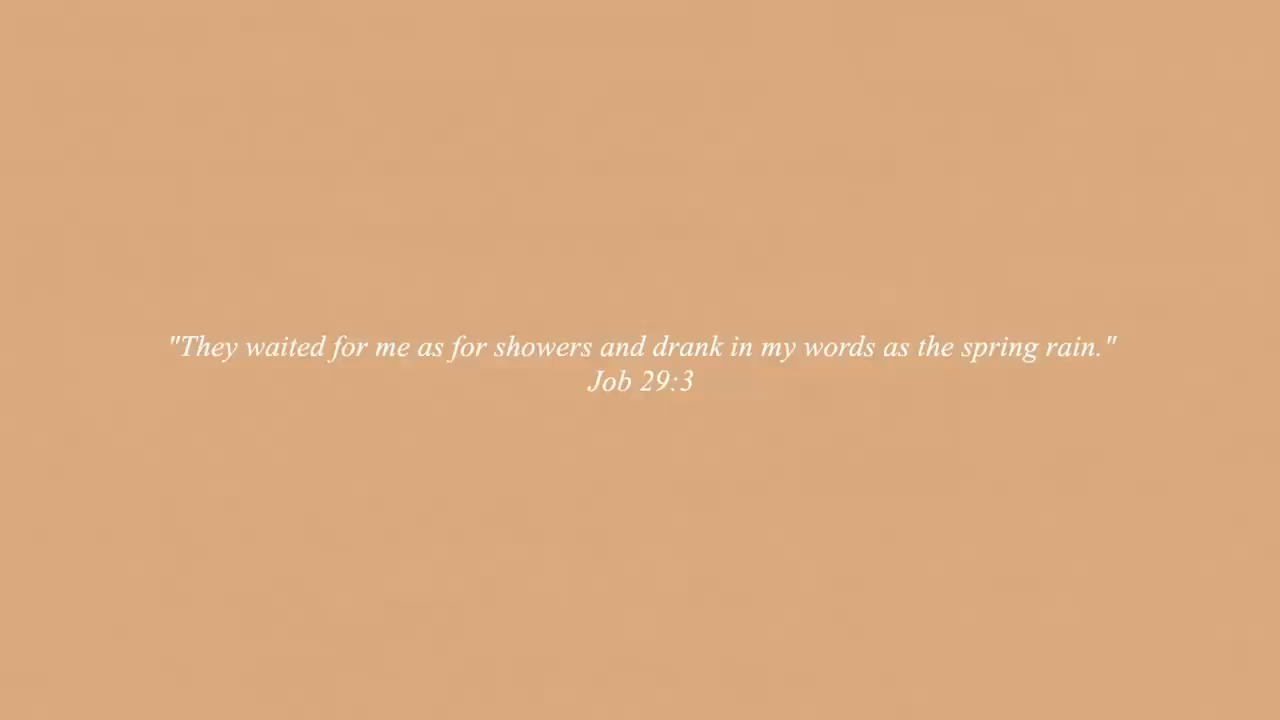 "They waited for me as for showers and drank in my words as the spring rain."
Job 29:3